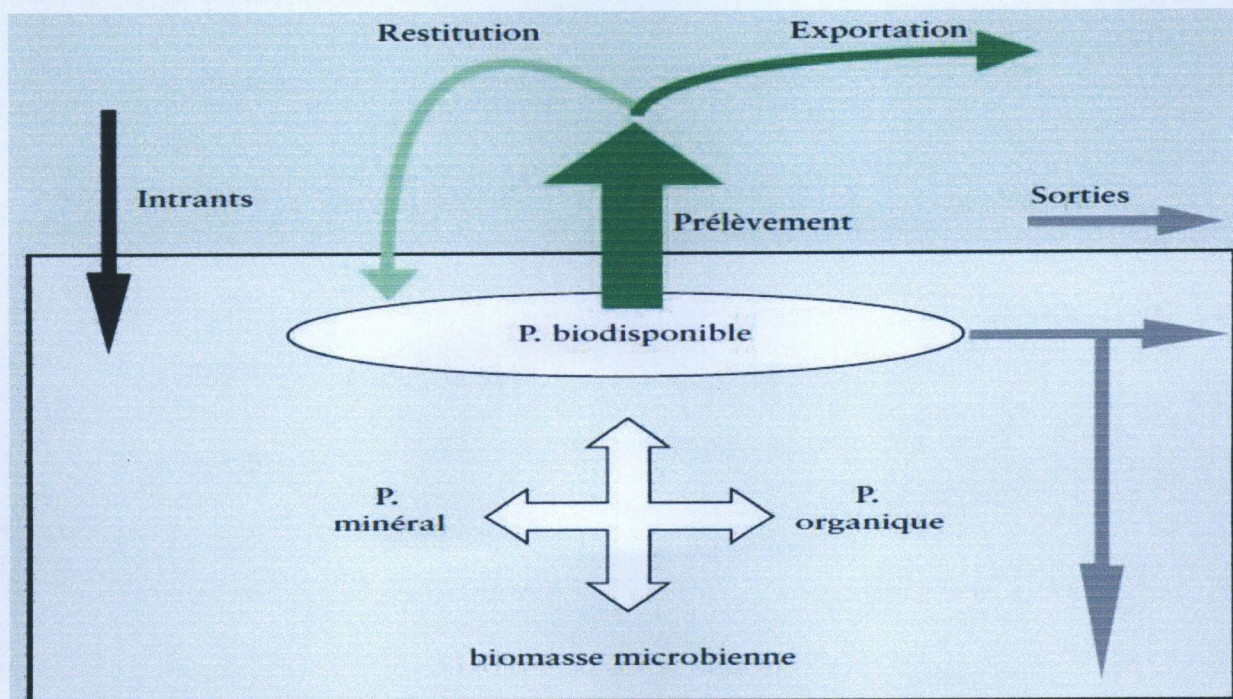 Restitution
Exportation
Intrants
Sorties
Prélèvement
P. biodisponible
P.
minéral
P.
organique
biomasse microbienne